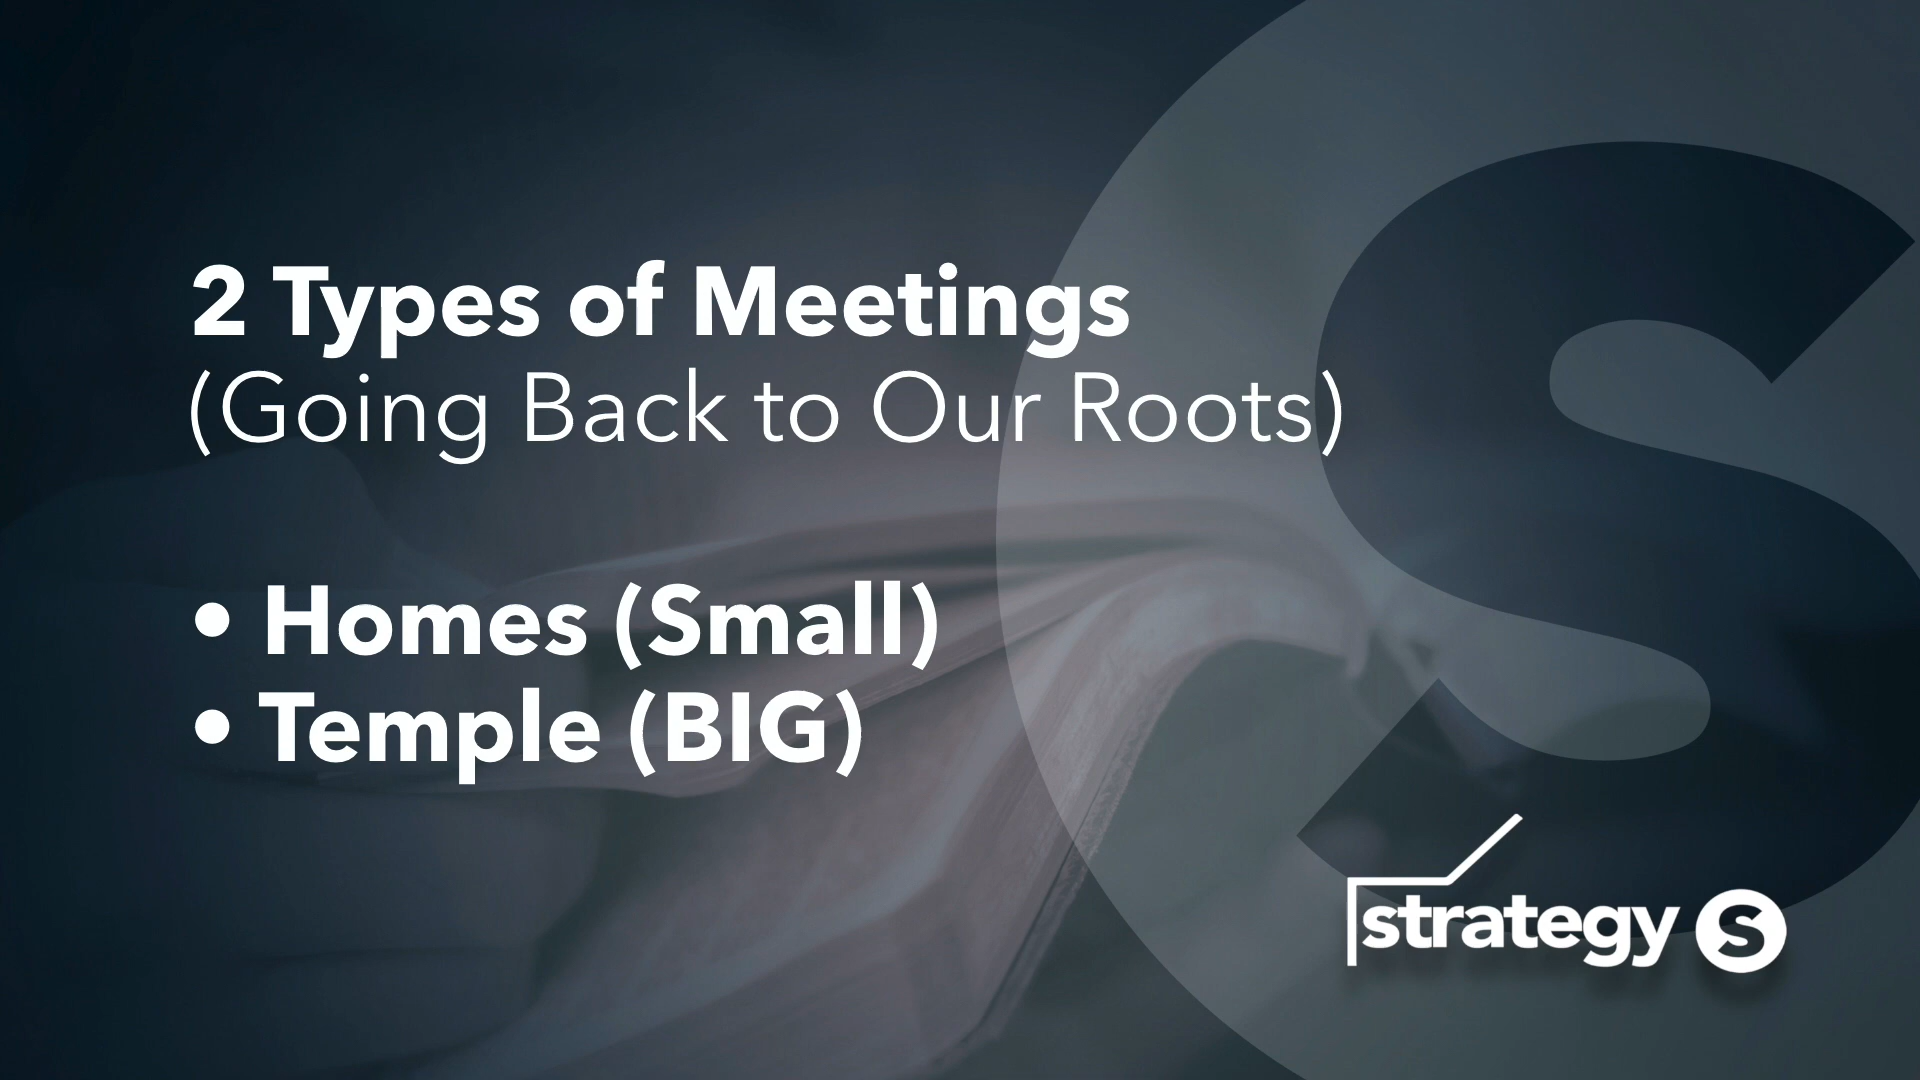 2 Types of Meetings
(Going Back to Our Roots)
• Homes (Small)
• Temple (BIG)
strategy S